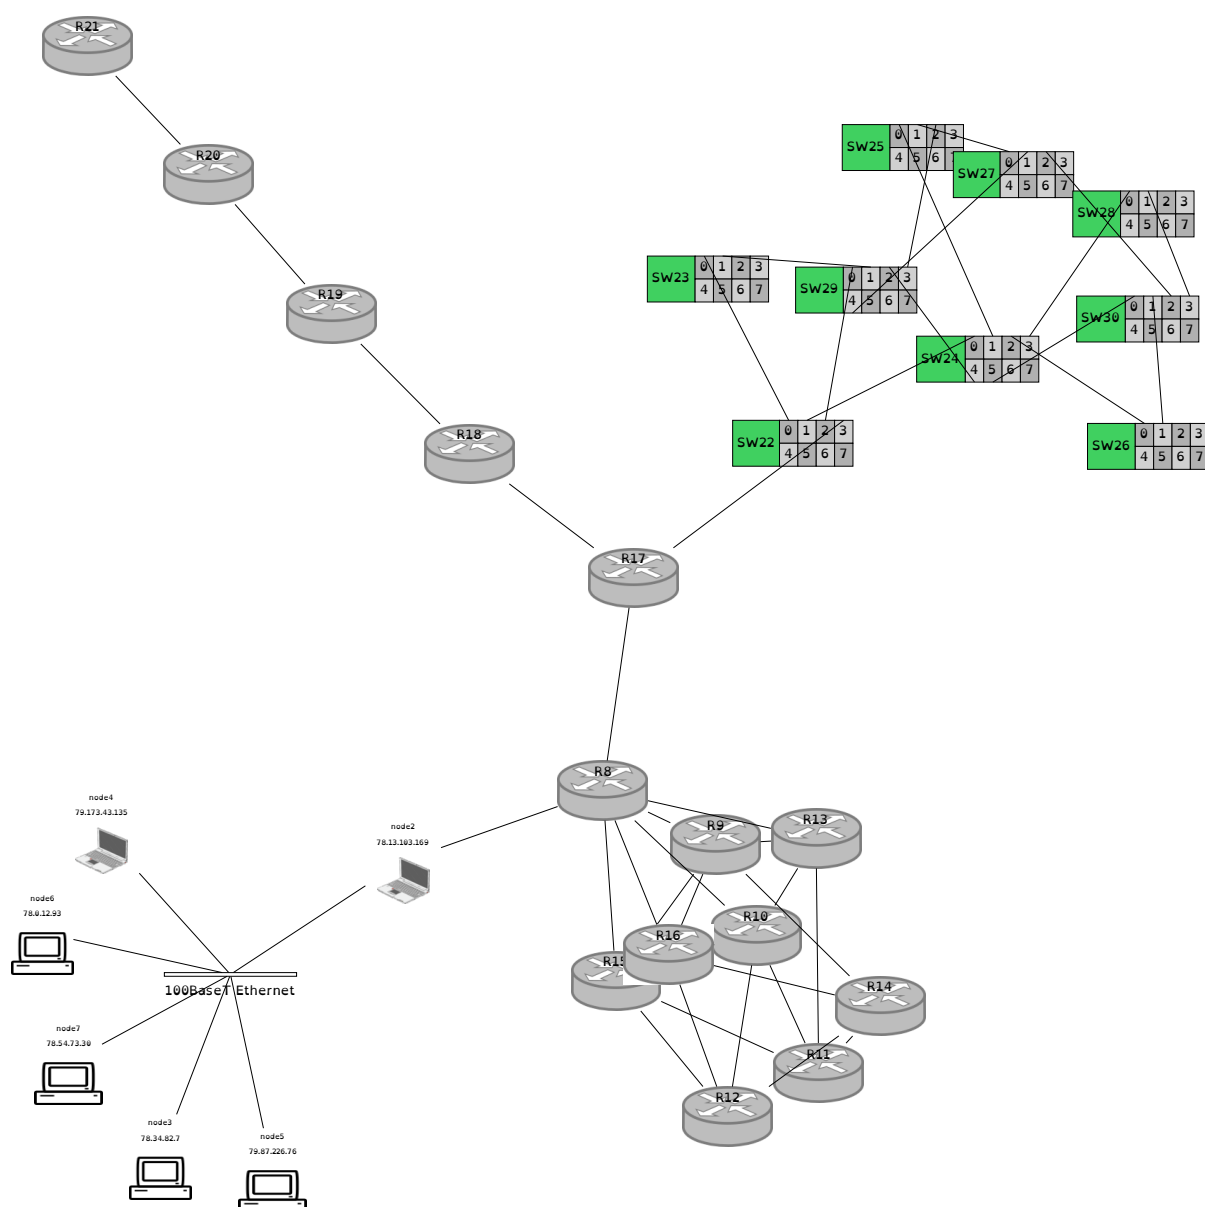 R21
R20
R19
R18
R17
SW25
0 1 2 3
4 5 6
SW27
0 1 2 3
4 5 6 7
SW28
0 1 2 3
4 5 6 7
SW23
0 1 2 3
4 5 6 7
SW29
0 1 2 3
4 5 6 7
SW30
0 1 2 3
4 5 6 7
SW24
0 1 2 3
4 5 6 7
SW22
0 1 2 3
4 5 6 7
SW26
0 1 2 3
4 5 6 7
R8
R9
R13
R10
R16
R15
R14
R11
R12
node4
79.173.43.135
node2
78.13.103.169
node6
78.0.12.93
100BaseT Ethernet
node7
78.54.73.30
node3
78.34.82.7
node5
79.87.226.76